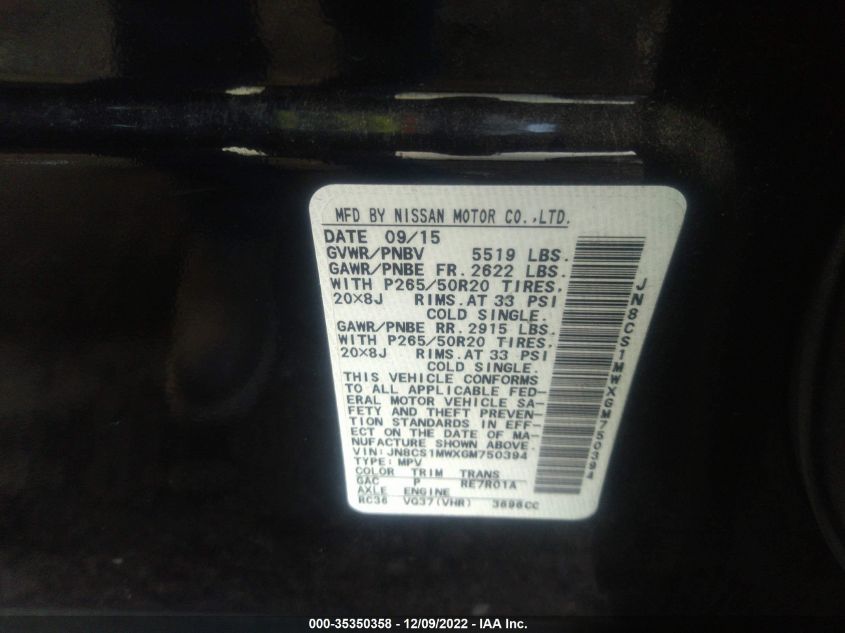 MFD BY NISSAN MOTOR CO.,LTD.
DATE 09/15
GVWR/PNBV 5519 LBS.
GAWR/PNBE FR. 2622 LBS.
WITH P265/50R20 TIRES,
20×8J RIMS.AT 33 PSI
COLD SINGLE.
GAWR/PNBE RR. 2915 LBS.
WITH P265/50R20 TIRES,
20×8J RIMS.AT 33 PSI
COLD SINGLE.
THIS VEHICLE CONFORMS
TO ALL APPLICABLE FED-
ERAL MOTOR VEHICLE SA-
FETY AND THEFT PREVEN-
TION STANDARDS IN EFF-
ECT ON THE DATE OF MA-
NUFACTURE SHOWN ABOVE.
VIN:JN8CS1MWXGM750394
TYPE:MPV
COLOR TRIM TRANS
GAC P RE7R01A
AXLE ENGINE
RC36 VQ37(VHR) 3696CC
JN8CS1MWXGM750394
000-35350358 - 12/09/2022 - IAA Inc.